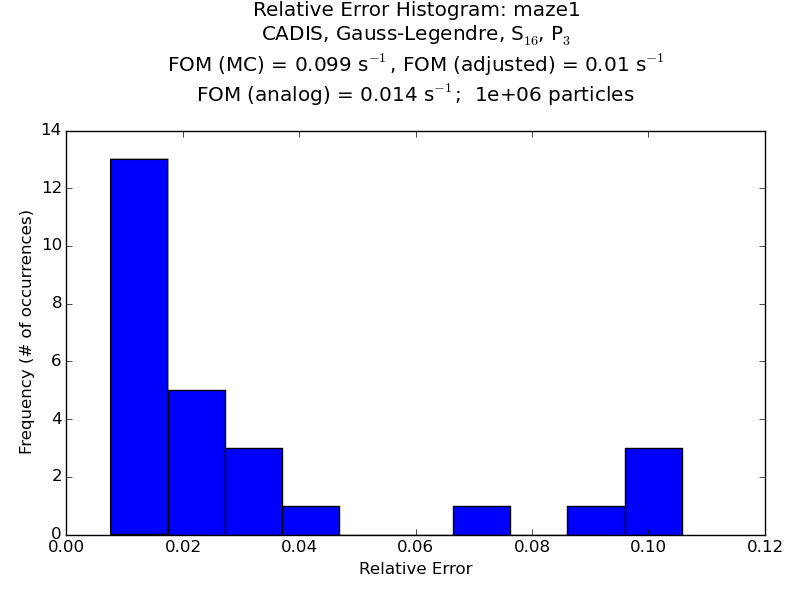 Relative Error Histogram: maze1
CADIS, Gauss-Legendre, S₁₆, P₃
FOM (MC) = 0.099 s⁻¹, FOM (adjusted) = 0.01 s⁻¹
FOM (analog) = 0.014 s⁻¹; 1e+06 particles
14
12
10
8
6
4
2
0
Frequency (# of occurrences)
0.00 0.02 0.04 0.06 0.08 0.10 0.12
Relative Error